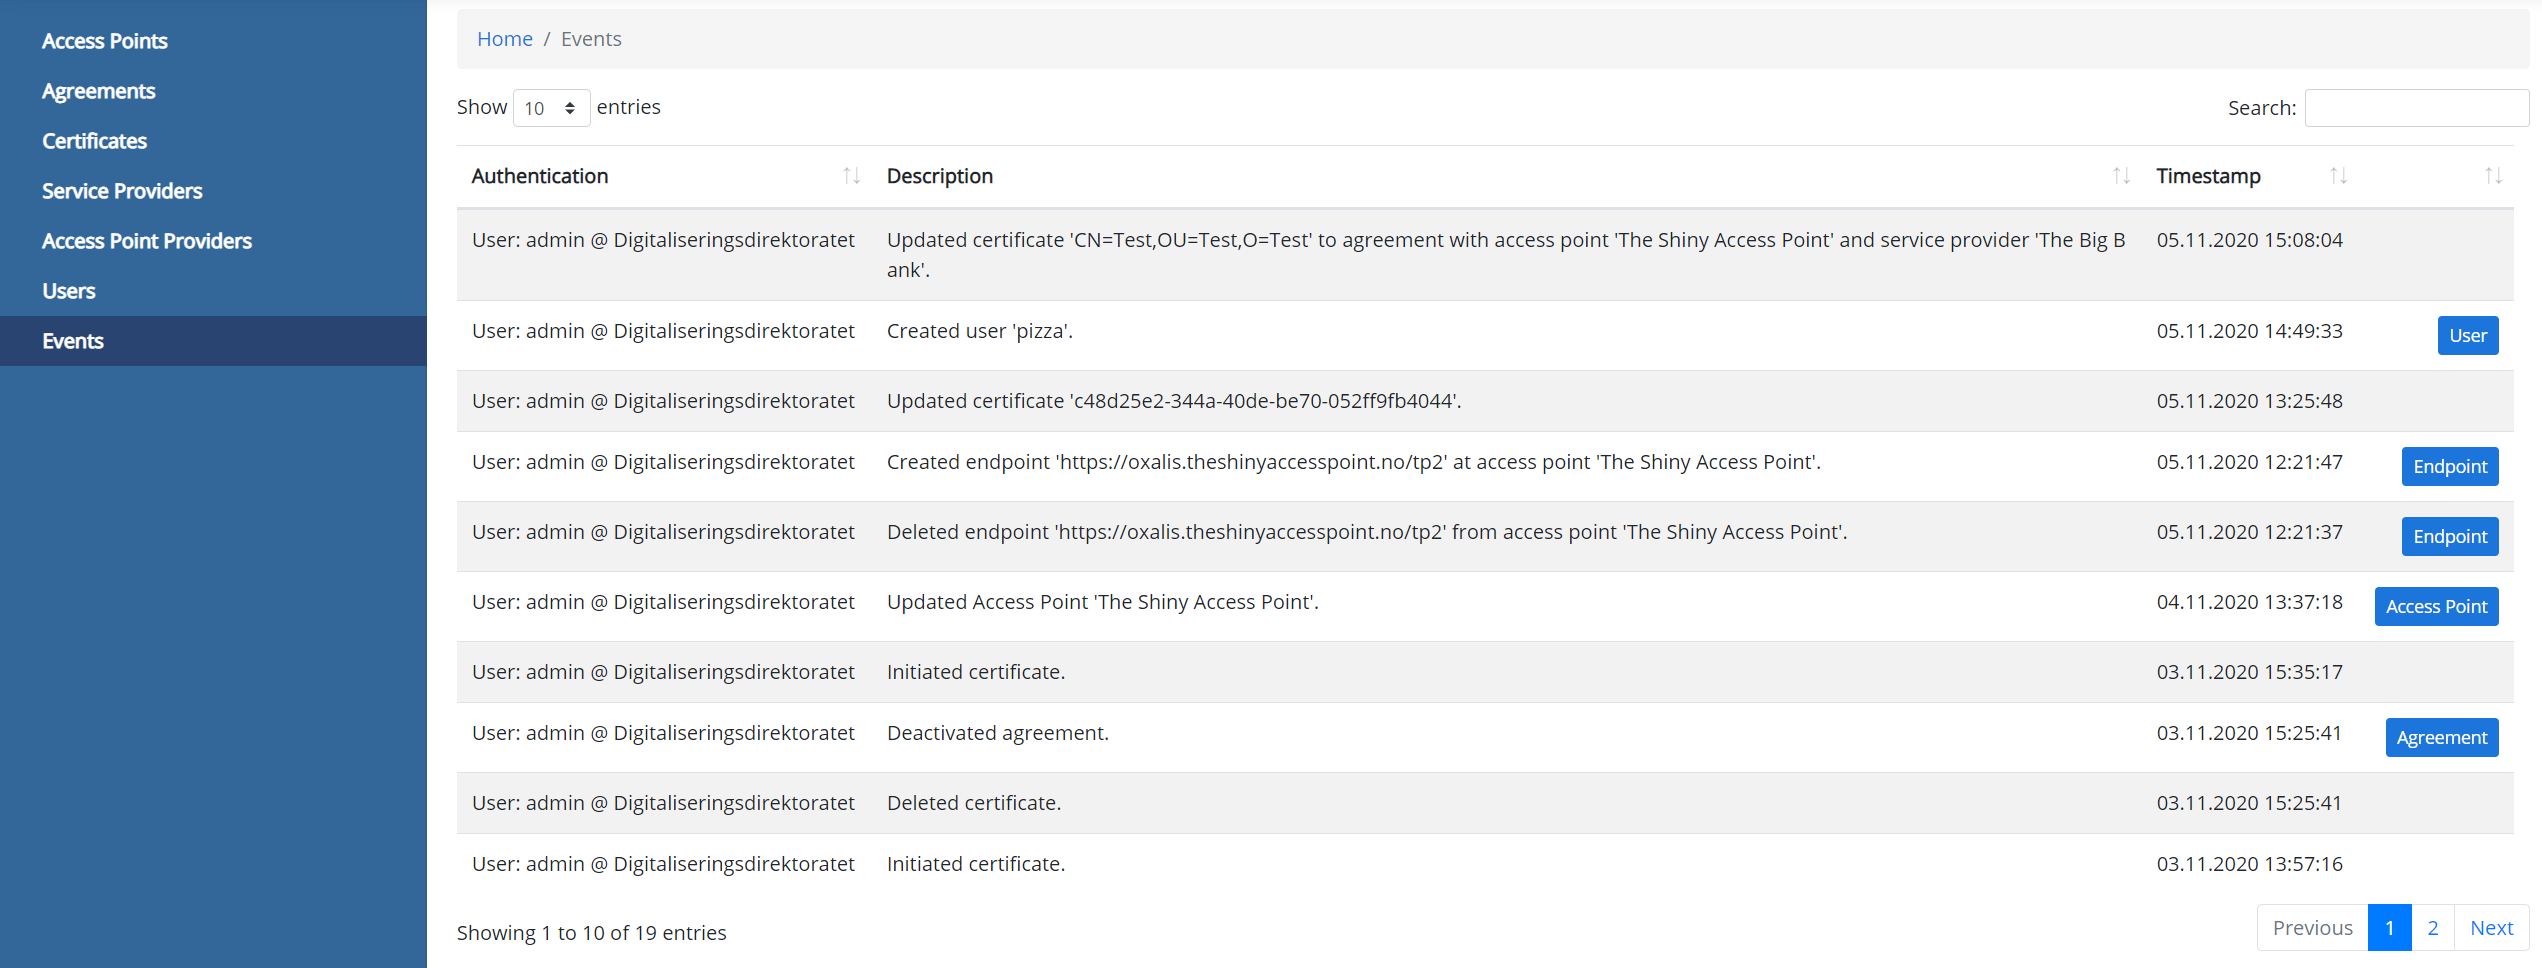 Access Points
Agreements
Certificates
Service Providers
Access Point Providers
Users
Events
Home / Events
Show 10 entries
Search:
Authentication Description Timestamp
User: admin @ Digitaliseringsdirektoratet Updated certificate 'CN=Test,OU=Test,O=Test' to agreement with access point 'The Shiny Access Point' and service provider 'The Big B 05.11.2020 15:08:04
ank'.
User: admin @ Digitaliseringsdirektoratet Created user 'pizza'. 05.11.2020 14:49:33 User
User: admin @ Digitaliseringsdirektoratet Updated certificate 'c48d25e2-344a-40de-be70-052ff9fb4044'. 05.11.2020 13:25:48
User: admin @ Digitaliseringsdirektoratet Created endpoint 'https://oxalis.theshinyaccesspoint.no/tp2' at access point 'The Shiny Access Point'. 05.11.2020 12:21:47 Endpoint
User: admin @ Digitaliseringsdirektoratet Deleted endpoint 'https://oxalis.theshinyaccesspoint.no/tp2' from access point 'The Shiny Access Point'. 05.11.2020 12:21:37 Endpoint
User: admin @ Digitaliseringsdirektoratet Updated Access Point 'The Shiny Access Point'. 04.11.2020 13:37:18 Access Point
User: admin @ Digitaliseringsdirektoratet Initiated certificate. 03.11.2020 15:35:17
User: admin @ Digitaliseringsdirektoratet Deactivated agreement. 03.11.2020 15:25:41 Agreement
User: admin @ Digitaliseringsdirektoratet Deleted certificate. 03.11.2020 15:25:41
User: admin @ Digitaliseringsdirektoratet Initiated certificate. 03.11.2020 13:57:16
Showing 1 to 10 of 19 entries
Previous 1 2 Next